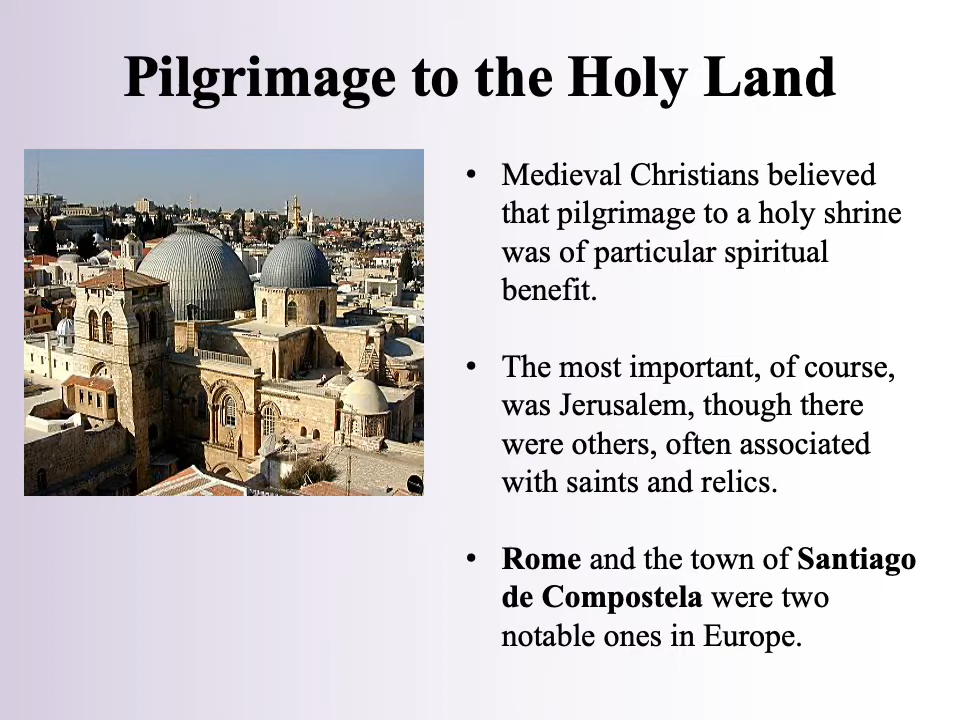 Pilgrimage to the Holy Land
• Medieval Christians believed
that pilgrimage to a holy shrine
was of particular spiritual
benefit.
• The most important, of course,
was Jerusalem, though there
were others, often associated
with saints and relics.
• Rome and the town of Santiago
de Compostela were two
notable ones in Europe.